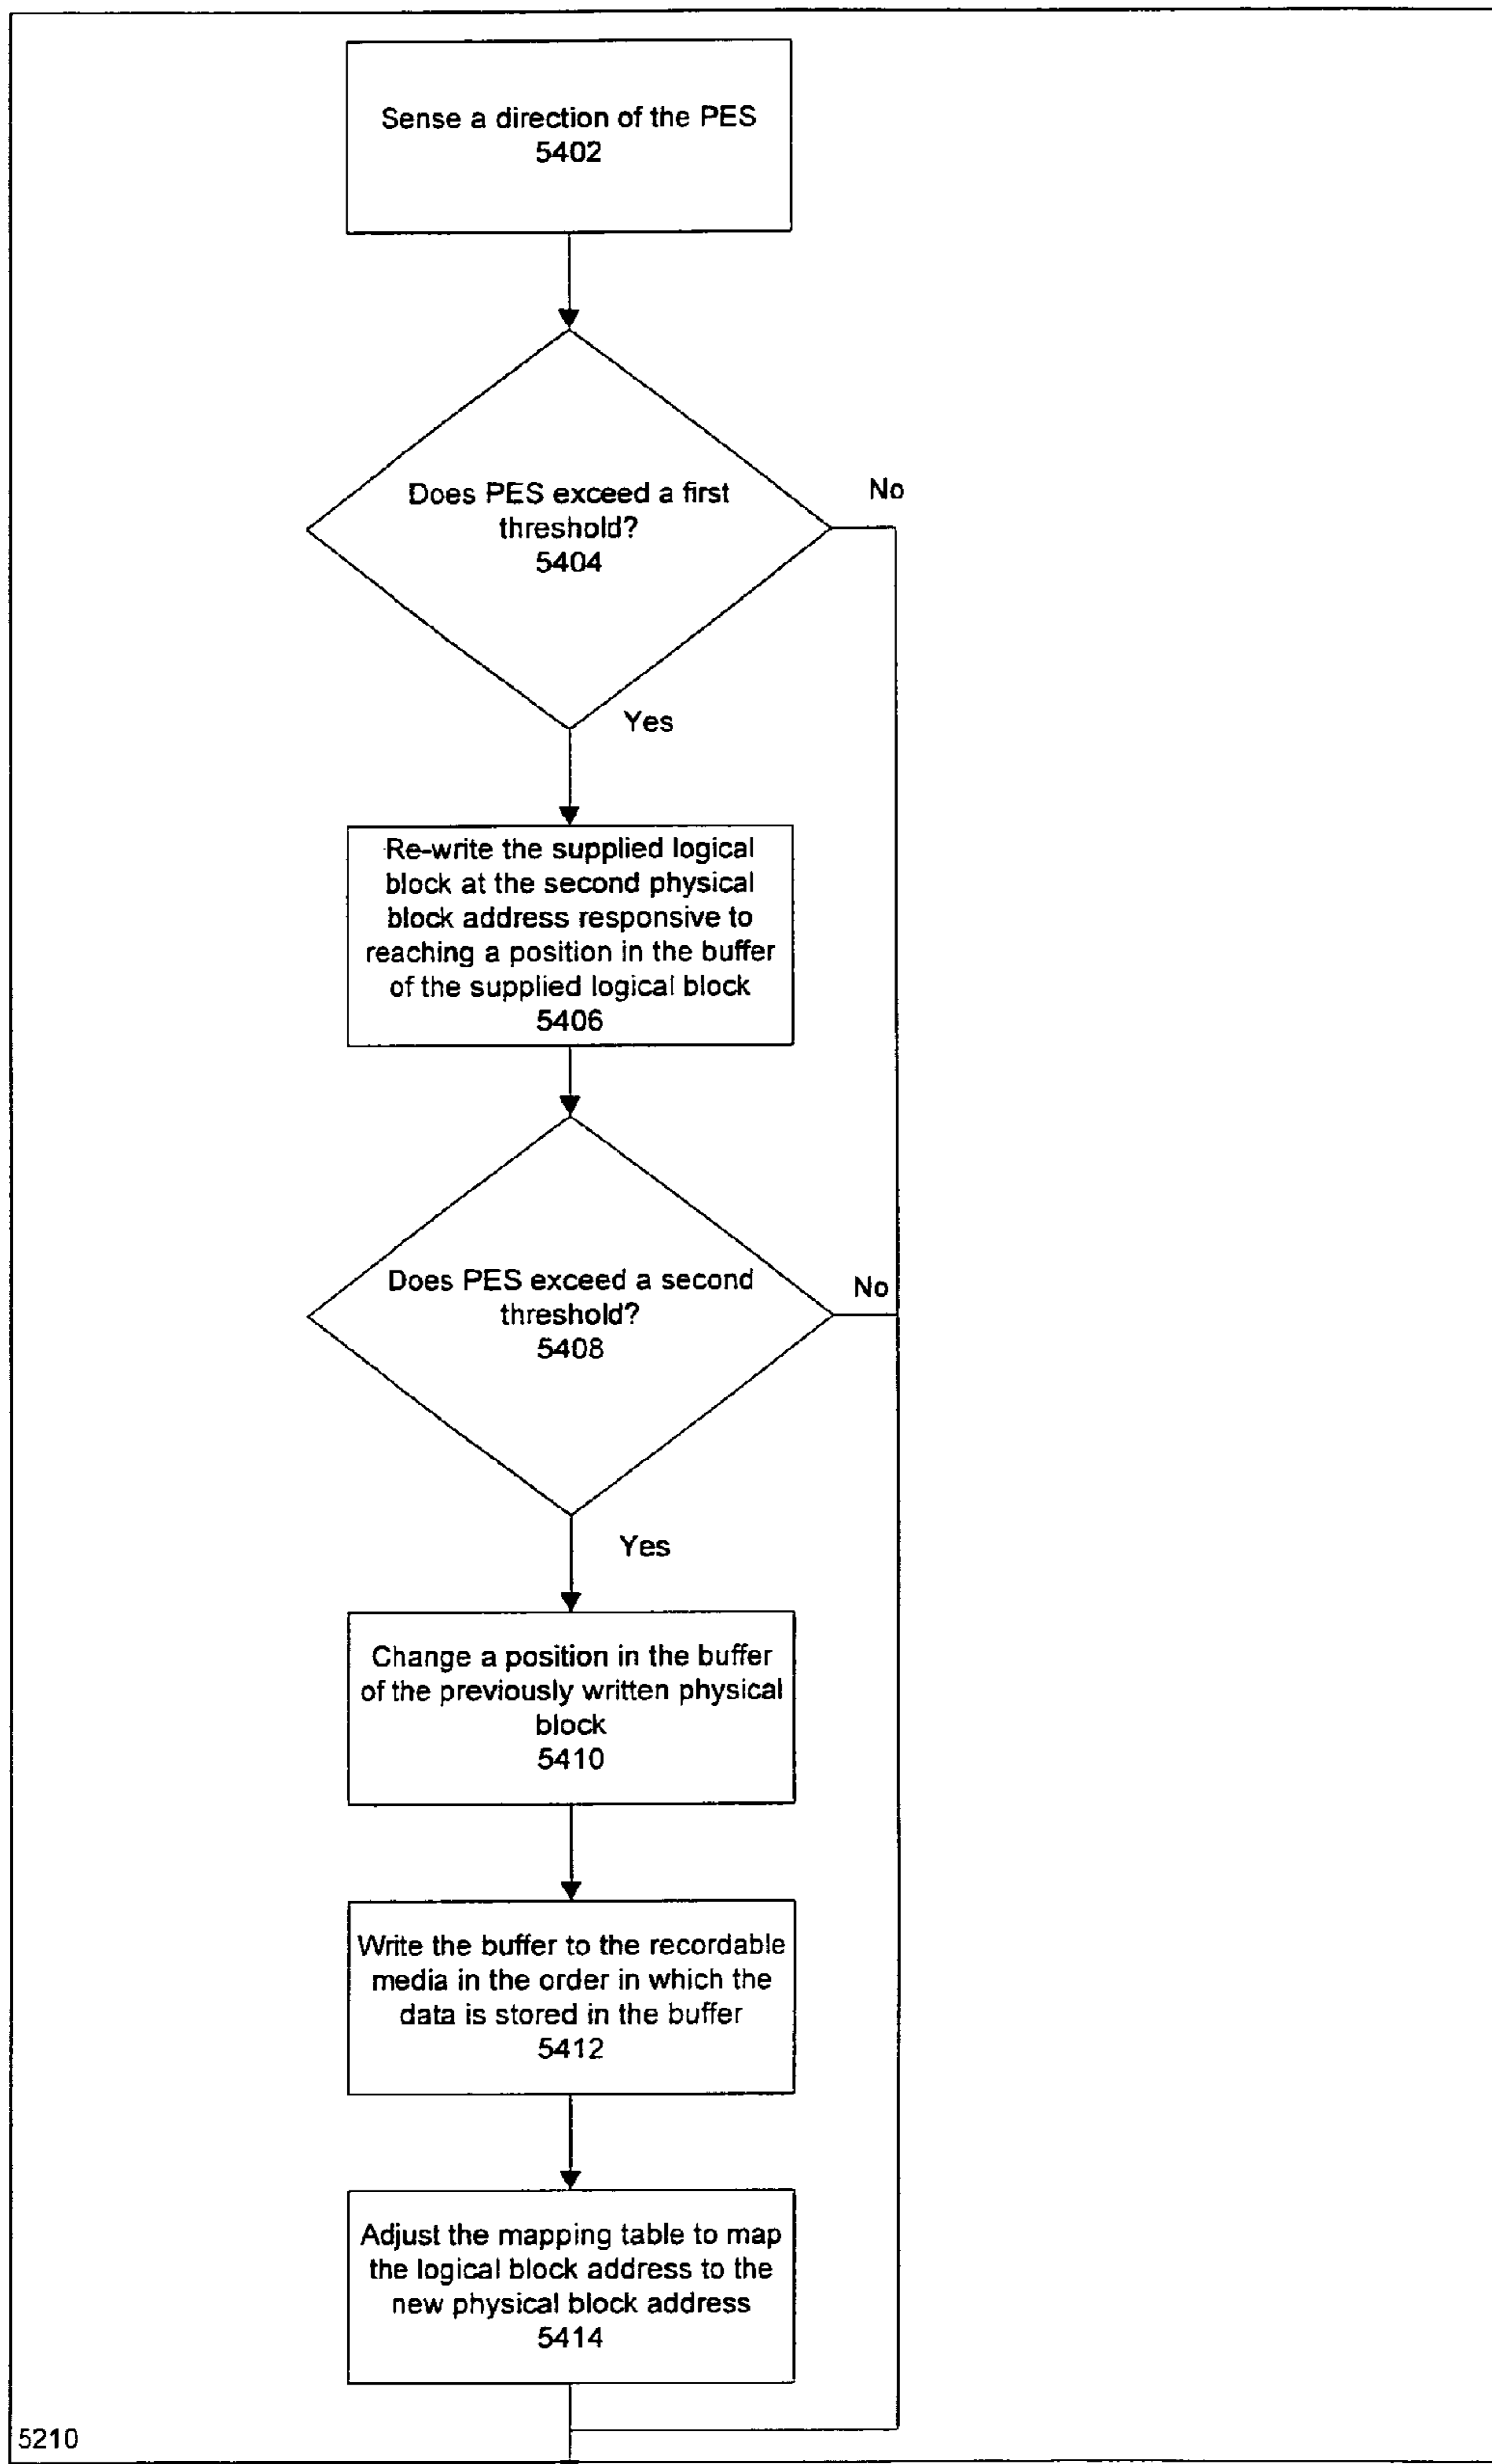 Sense a direction of the PES
5402
Does PES exceed a first
threshold?
5404
No
Yes
Re-write the supplied logical
block at the second physical
block address responsive to
reaching a position in the buffer
of the supplied logical block
5406
Does PES exceed a second
threshold?
5408
No
Yes
Change a position in the buffer
of the previously written physical
block
5410
Write the buffer to the recordable
media in the order in which the
data is stored in the buffer
5412
Adjust the mapping table to map
the logical block address to the
new physical block address
5414
5210